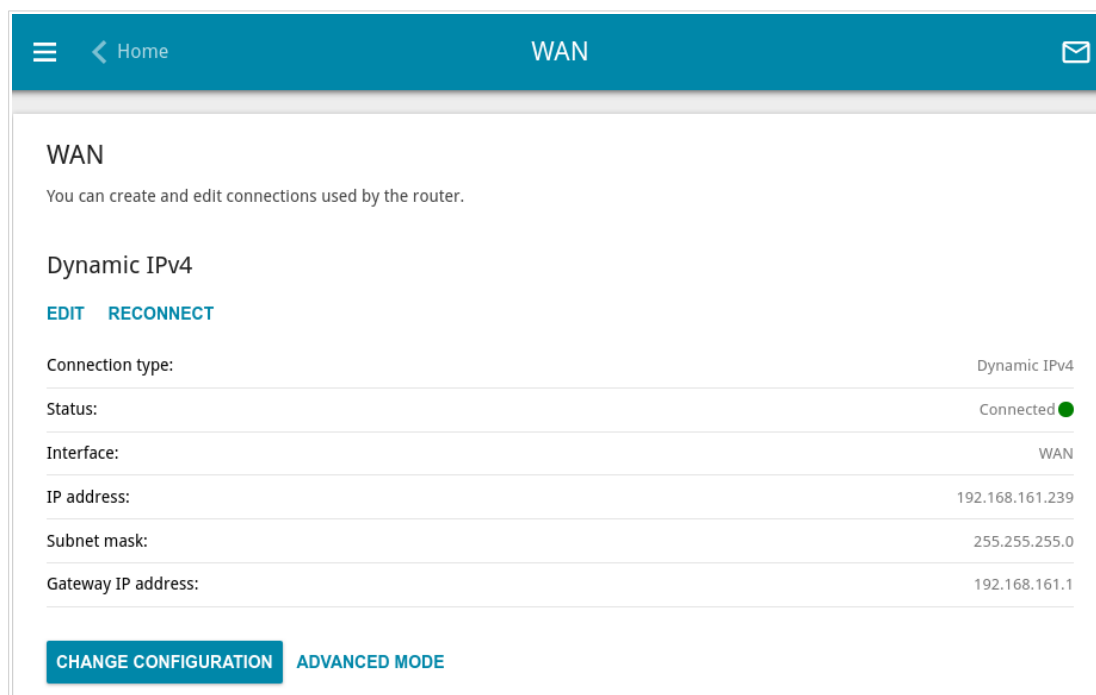 Home
WAN
WAN
You can create and edit connections used by the router.
Dynamic IPv4
EDIT RECONNECT
Connection type: Dynamic IPv4
Status: Connected
Interface: WAN
IP address: 192.168.161.239
Subnet mask: 255.255.255.0
Gateway IP address: 192.168.161.1
CHANGE CONFIGURATION ADVANCED MODE